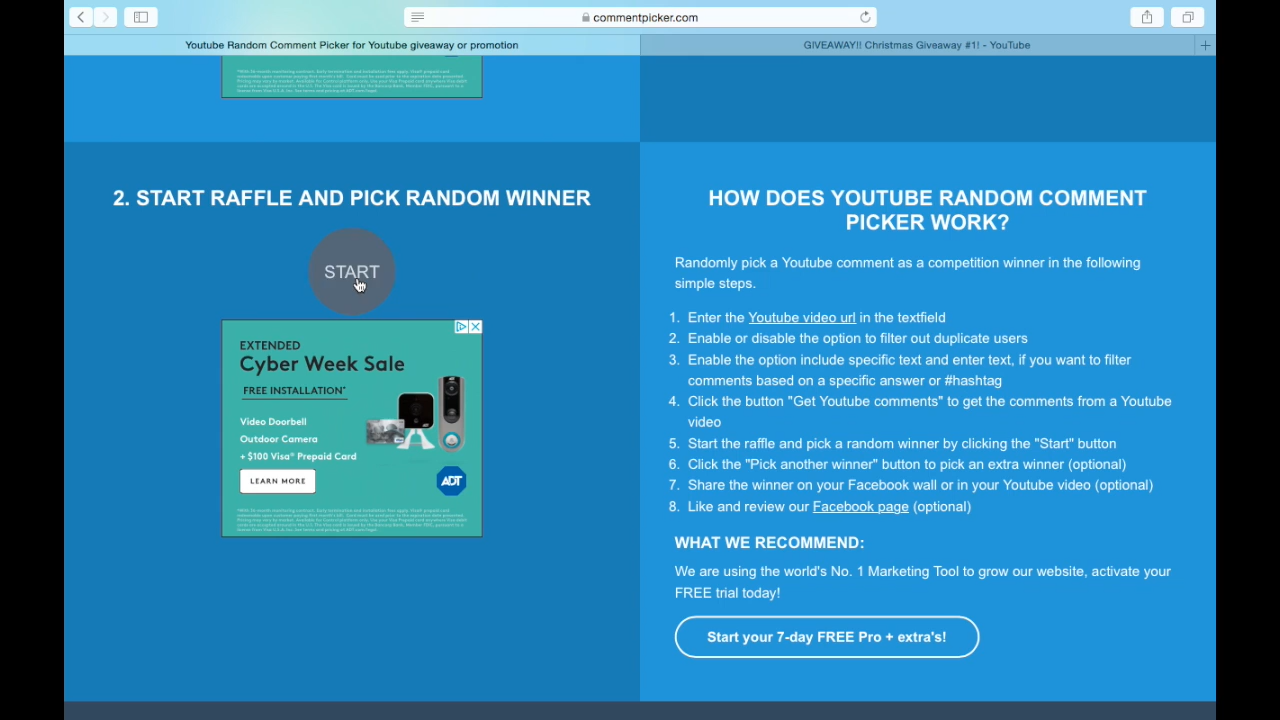 commentpicker.com
Youtube Random Comment Picker for Youtube giveaway or promotion
GIVEAWAY!! Christmas Giveaway #1! - YouTube
2. START RAFFLE AND PICK RANDOM WINNER
START
EXTENDED
Cyber Week Sale
FREE INSTALLATION*
Video Doorbell
Outdoor Camera
+ $100 Visa® Prepaid Card
LEARN MORE
ADT
HOW DOES YOUTUBE RANDOM COMMENT
PICKER WORK?
Randomly pick a Youtube comment as a competition winner in the following
simple steps.
1. Enter the Youtube video url in the textfield
2. Enable or disable the option to filter out duplicate users
3. Enable the option include specific text and enter text, if you want to filter
comments based on a specific answer or #hashtag
4. Click the button "Get Youtube comments" to get the comments from a Youtube
video
5. Start the raffle and pick a random winner by clicking the "Start" button
6. Click the "Pick another winner" button to pick an extra winner (optional)
7. Share the winner on your Facebook wall or in your Youtube video (optional)
8. Like and review our Facebook page (optional)
WHAT WE RECOMMEND:
We are using the world's No. 1 Marketing Tool to grow our website, activate your
FREE trial today!
Start your 7-day FREE Pro + extra's!